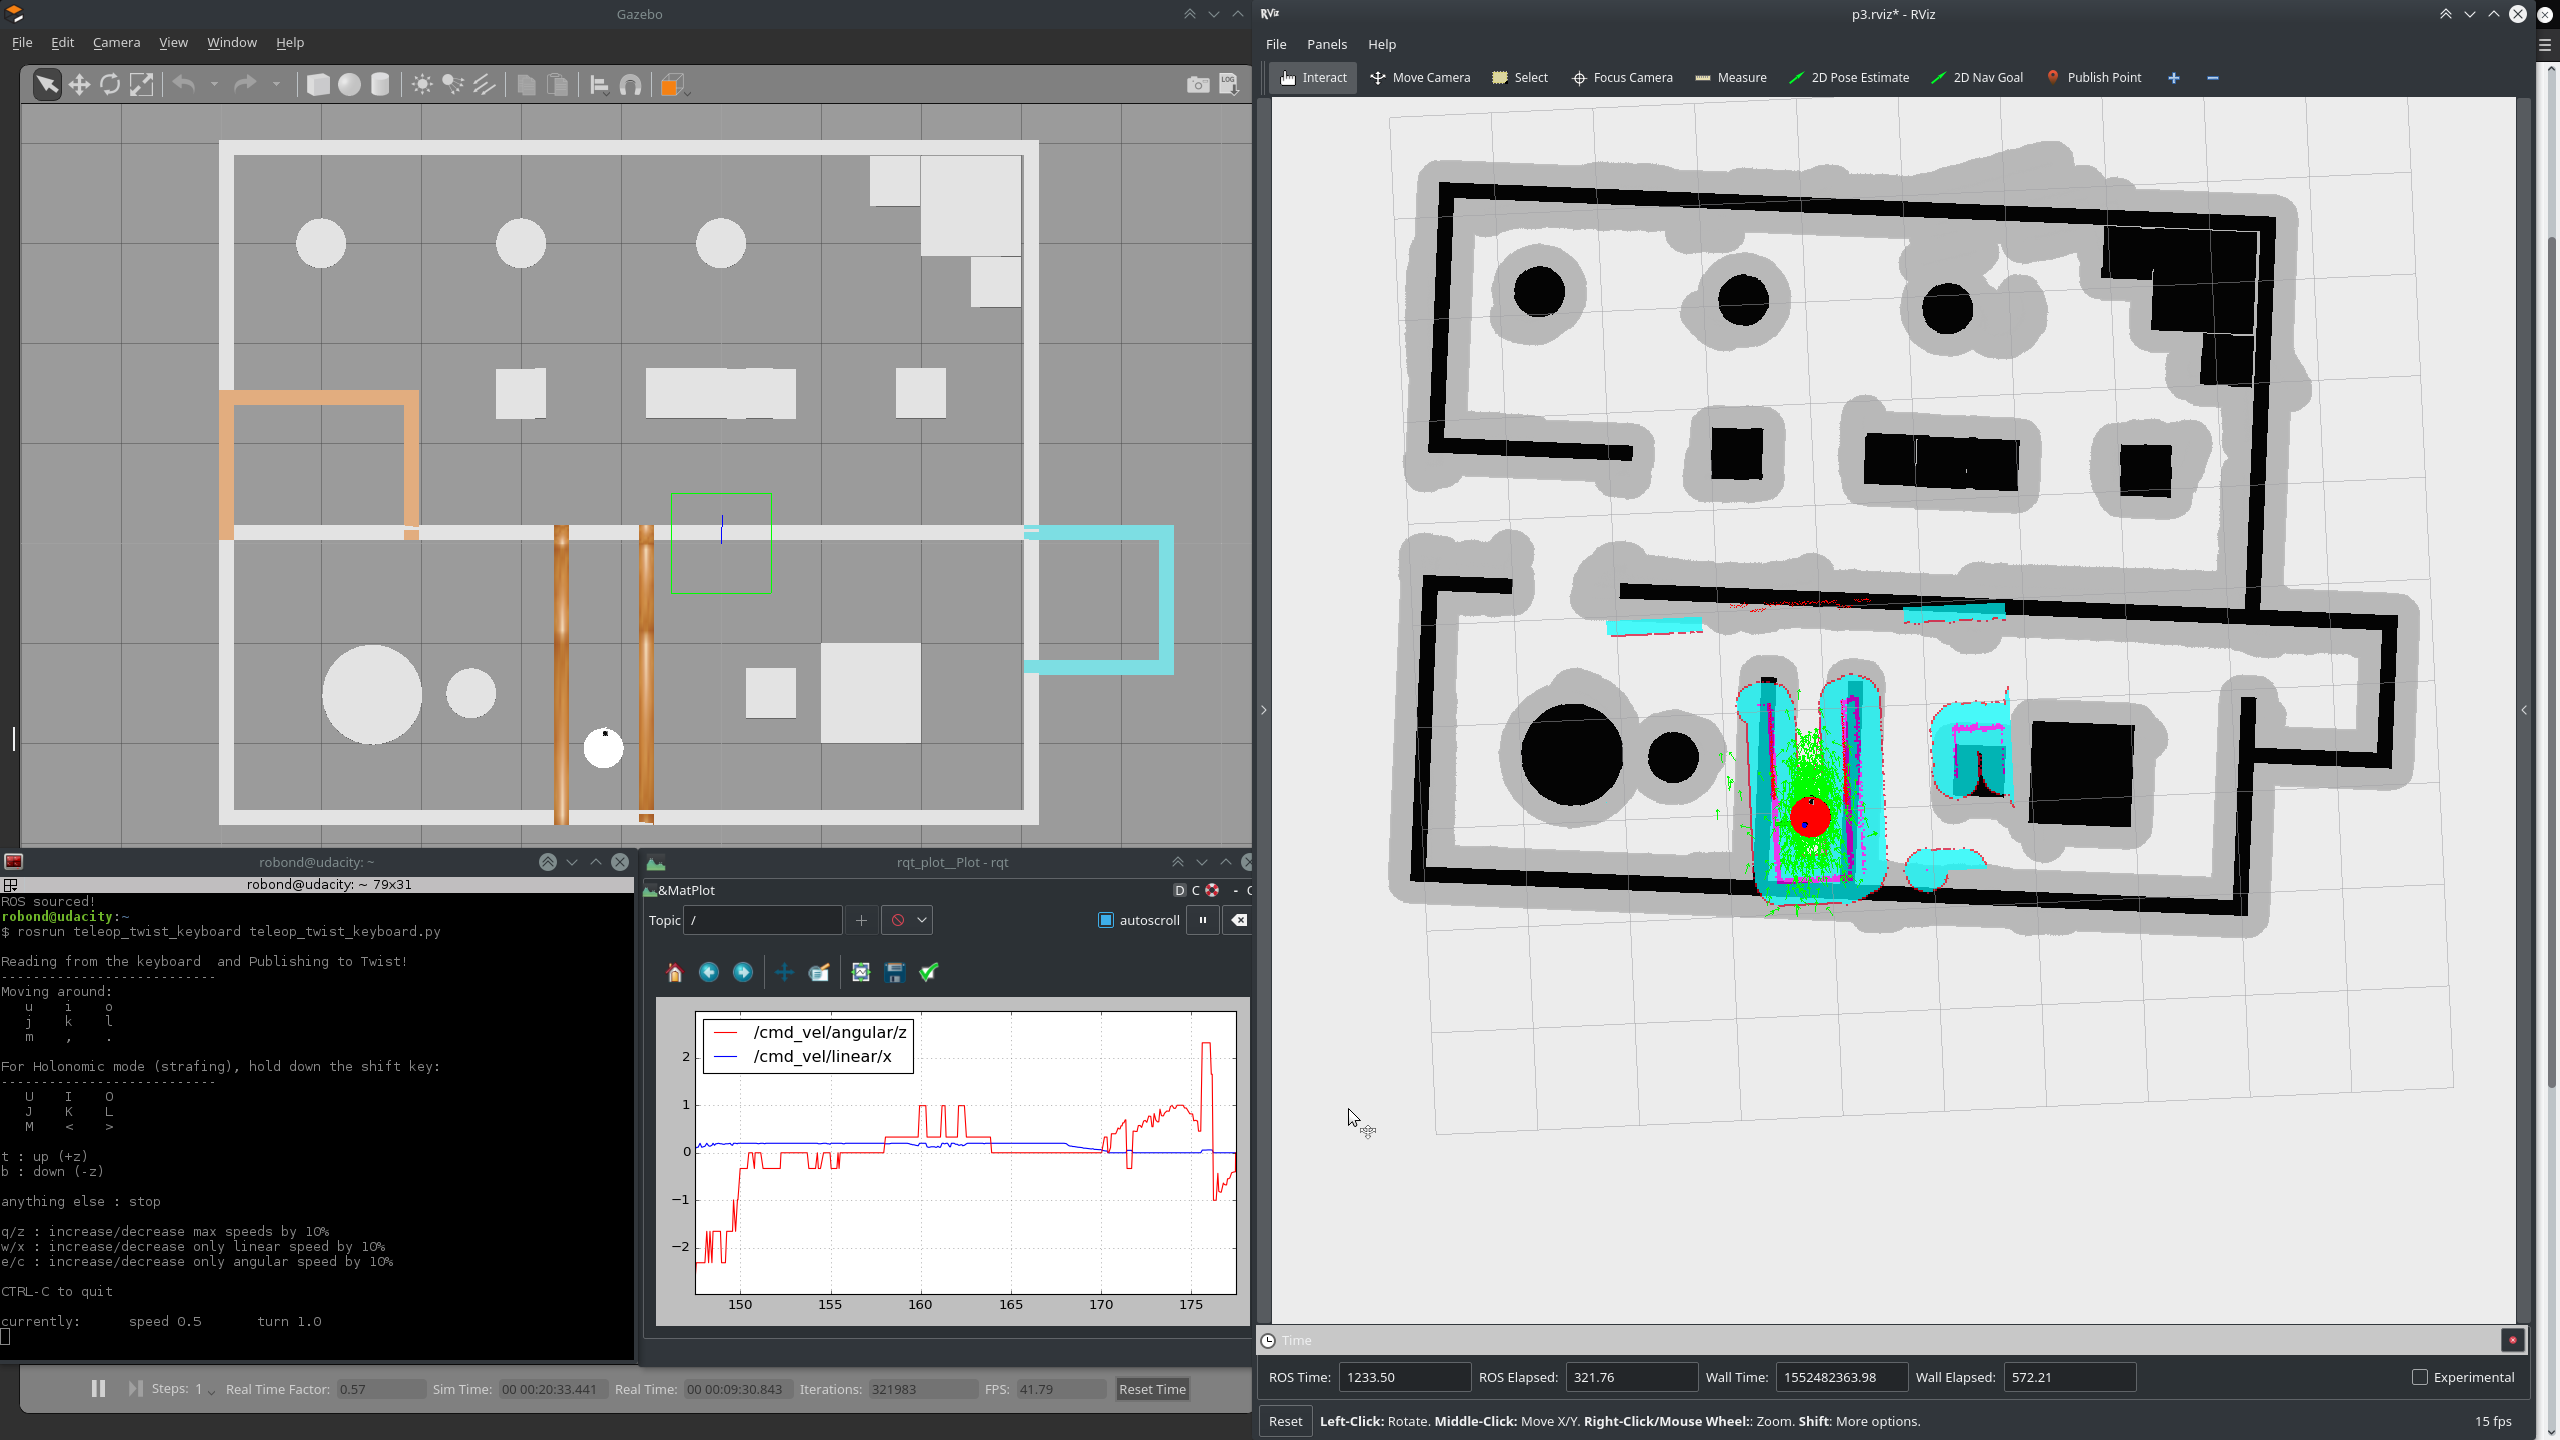 Gazebo
File Edit Camera View Window Help
LOG
robond@udacity: ~
robond@udacity: ~ 79x31
ROS sourced!
robond@udacity:~
$ rosrun teleop_twist_keyboard teleop_twist_keyboard.py
Reading from the keyboard  and Publishing to Twist!
---------------------------
Moving around:
u    i    o
j    k    l
m    ,    .
For Holonomic mode (strafing), hold down the shift key:
---------------------------
U    I    O
J    K    L
M    <    >
t : up (+z)
b : down (-z)
anything else : stop
q/z : increase/decrease max speeds by 10%
w/x : increase/decrease only linear speed by 10%
e/c : increase/decrease only angular speed by 10%
CTRL-C to quit
currently:      speed 0.5       turn 1.0
rqt_plot__Plot - rqt
&MatPlot
D C - 
Topic / autoscroll
/cmd_vel/angular/z
/cmd_vel/linear/x
2
1
0
−1
−2
150 155 160 165 170 175
Steps: 1 Real Time Factor: 0.57 Sim Time: 00 00:20:33.441 Real Time: 00 00:09:30.843 Iterations: 321983 FPS: 41.79 Reset Time
RViz p3.rviz* - RViz
File Panels Help
Interact Move Camera Select Focus Camera Measure 2D Pose Estimate 2D Nav Goal Publish Point
Time
ROS Time: 1233.50 ROS Elapsed: 321.76 Wall Time: 1552482363.98 Wall Elapsed: 572.21 Experimental
Reset Left-Click: Rotate. Middle-Click: Move X/Y. Right-Click/Mouse Wheel:: Zoom. Shift: More options. 15 fps